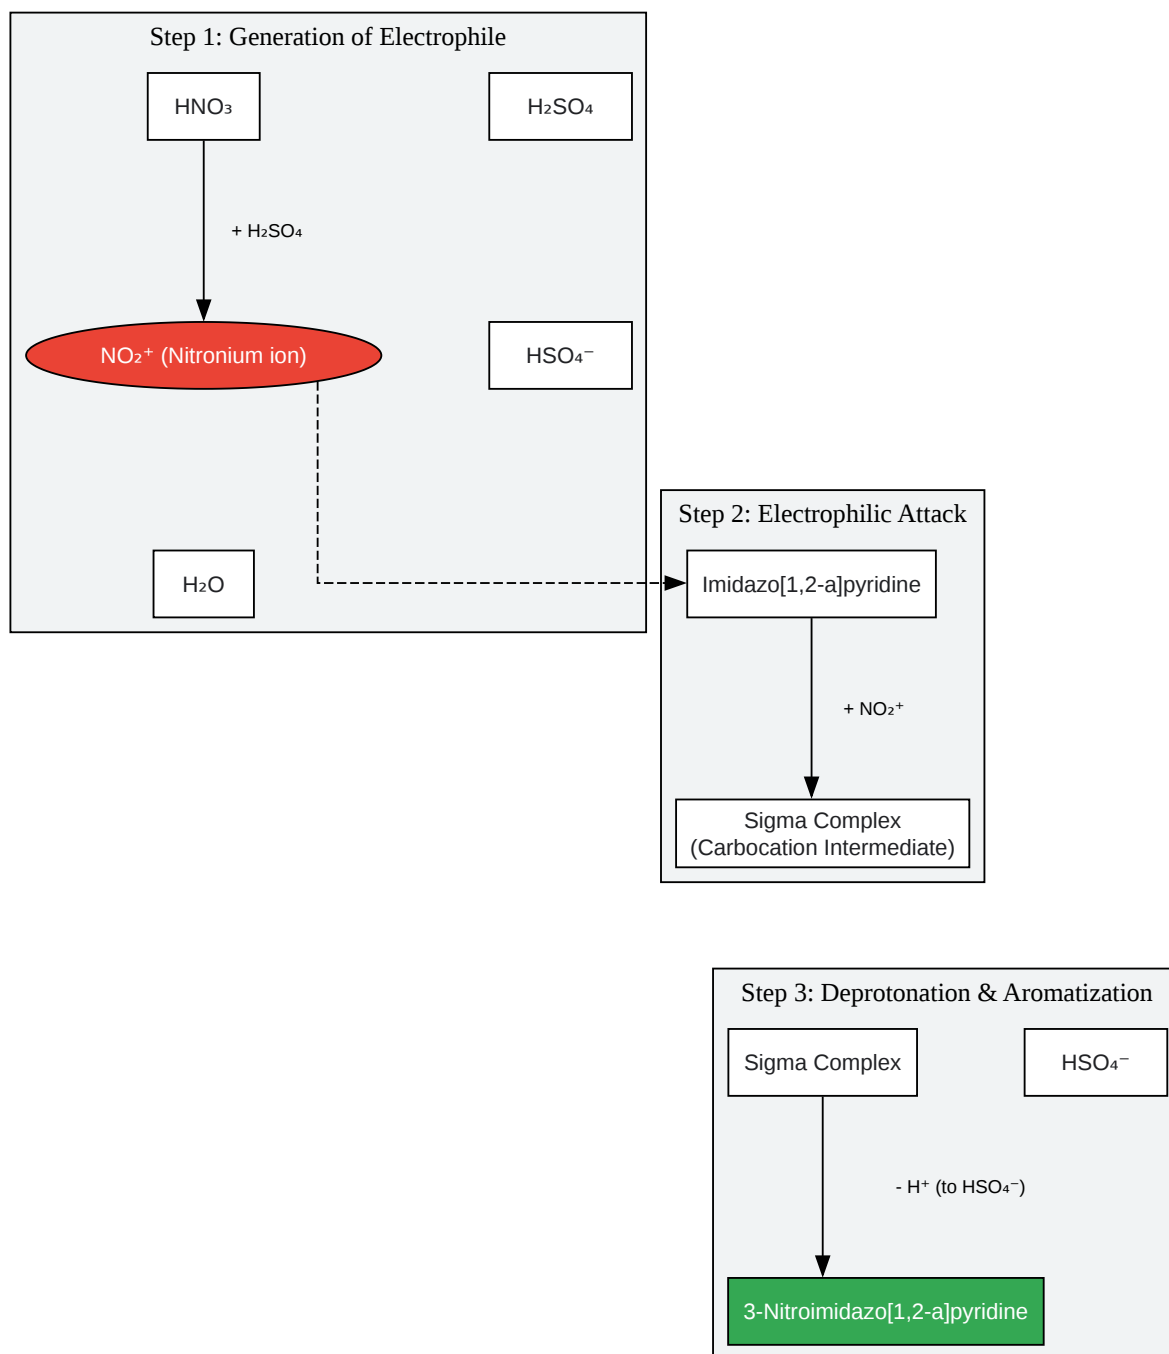 Step 1: Generation of Electrophile
HNO₃
H₂SO₄
+ H₂SO₄
NO₂⁺ (Nitronium ion)
HSO₄⁻
H₂O
Step 2: Electrophilic Attack
Imidazo[1,2-a]pyridine
+ NO₂⁺
Sigma Complex
(Carbocation Intermediate)
Step 3: Deprotonation & Aromatization
Sigma Complex
HSO₄⁻
- H⁺ (to HSO₄⁻)
3-Nitroimidazo[1,2-a]pyridine